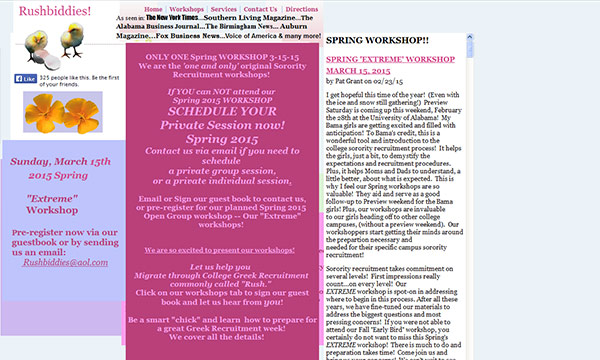 Rushbiddies!
Home | Workshops | Services | Contact Us | Directions
As seen in: The New York Times...Southern Living Magazine...The
Alabama Business Journal...The Birmingham News... Auburn
Magazine...Fox Business News...Voice of America & many more!
Like
325 people like this. Be the first
of your friends.
Sunday, March 15th
2015 Spring
"Extreme"
Workshop
Pre-register now via our
guestbook or by sending
us an email:
Rushbiddies@aol.com
ONLY ONE Spring WORKSHOP 3-15-15
We are the 'one and only' original Sorority
Recruitment workshops!
If YOU can NOT attend our
Spring 2015 WORKSHOP
SCHEDULE YOUR
Private Session now!
Spring 2015
Contact us via email if you need to
schedule
a private group session,
or a private individual session,
Email or Sign our guest book to contact us,
or pre-register for our planned Spring 2015
Open Group workshop -- Our "Extreme"
workshops!
We are so excited to present our workshops!
Let us help you
Migrate through College Greek Recruitment
commonly called "Rush."
Click on our workshops tab to sign our guest
book and let us hear from you!
Be a smart "chick" and learn how to prepare for
a great Greek Recruitment week!
We cover all the details!
SPRING WORKSHOP!!
SPRING 'EXTREME' WORKSHOP
MARCH 15, 2015
by Pat Grant on 02/23/15
I got hopeful this time of the year! (Even with
the ice and snow still gathering!) Preview
Saturday is coming up this weekend, February
the 28th at the University of Alabama! My
Bama girls are getting excited and filled with
anticipation! To Bama's credit, this is a
wonderful tool and introduction to the
college sorority recruitment process! It helps
the girls, just a bit, to demystify the
expectations and recruitment procedures.
Plus, it helps Moms and Dads to understand, a
little better, about what is expected. This is
why I feel our Spring workshops are so
valuable! They aid and serve as a good
follow-up to Preview weekend for the Bama
girls! Plus, our workshops are invaluable
to our girls heading off to other college
campuses, (without a preview weekend). Our
workshoppers start getting their minds around
the prepartion necessary and
needed for their specific campus sorority
recruitment!
Sorority recruitment takes commitment on
several levels! First impressions really
count...on every level! Our
EXTREME workshop is spot-on in addressing
where to begin in this process. After all these
years, we have fine-tuned our materials to
address the biggest questions and most
pressing concerns! If you were not able to
attend our Fall "Early Bird' workshop, you
certainly do not want to miss this Spring's
EXTREME workshop! There is much to do and
preparation takes time! Come join us and